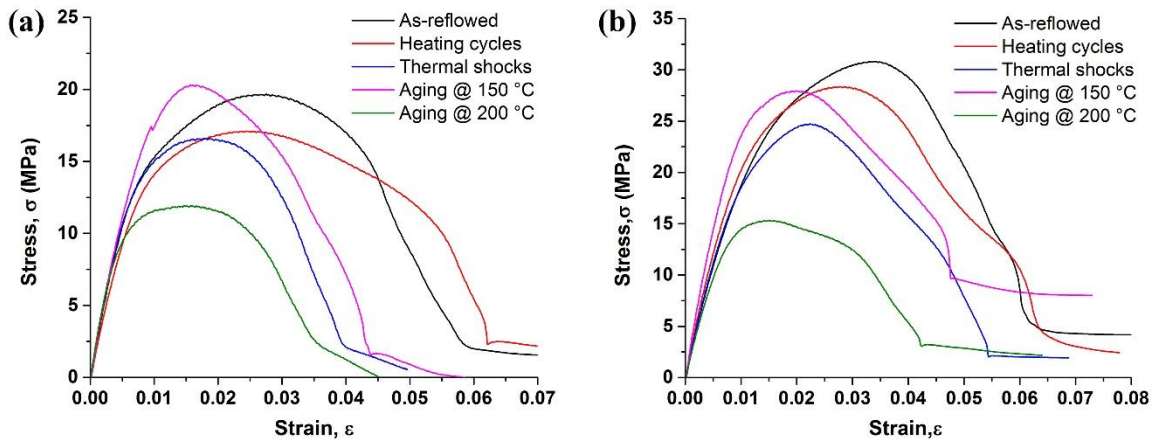 (a)
25
20
15
10
5
0
Stress, σ (MPa)
As-reflowed
Heating cycles
Thermal shocks
Aging @ 150 °C
Aging @ 200 °C
0.00 0.01 0.02 0.03 0.04 0.05 0.06 0.07
Strain, ε
(b)
35
30
25
20
15
10
5
0
Stress,σ (MPa)
As-reflowed
Heating cycles
Thermal shocks
Aging @ 150 °C
Aging @ 200 °C
0.00 0.01 0.02 0.03 0.04 0.05 0.06 0.07 0.08
Strain,ε